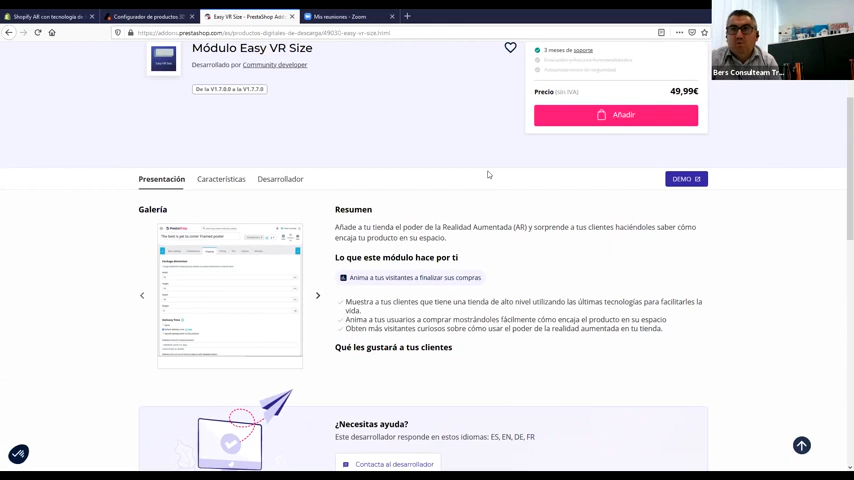 Shopify AR con tecnología de
Configurador de productos 3D
Easy VR Size - PrestaShop Addo
Mis reuniones - Zoom
https://addons.prestashop.com/es/productos-digitales-de-descarga/49030-easy-vr-size.html
Easy VR Size
Módulo Easy VR Size
Desarrollado por Community developer
De la V1.7.0.0 a la V1.7.7.0
3 meses de soporte
Precio (sin IVA) 49,99€
Añadir
Bers Consulteam Tr...
Presentación Características Desarrollador
DEMO
Galería
Resumen
Añade a tu tienda el poder de la Realidad Aumentada (AR) y sorprende a tus clientes haciéndoles saber cómo
encaja tu producto en su espacio.
Lo que este módulo hace por ti
Anima a tus visitantes a finalizar sus compras
Muestra a tus clientes que tiene una tienda de alto nivel utilizando las últimas tecnologías para facilitarles la
vida.
Anima a tus usuarios a comprar mostrándoles fácilmente cómo encaja el producto en su espacio
Obten más visitantes curiosos sobre cómo usar el poder de la realidad aumentada en tu tienda.
Qué les gustará a tus clientes
¿Necesitas ayuda?
Este desarrollador responde en estos idiomas: ES, EN, DE, FR
Contacta al desarrollador